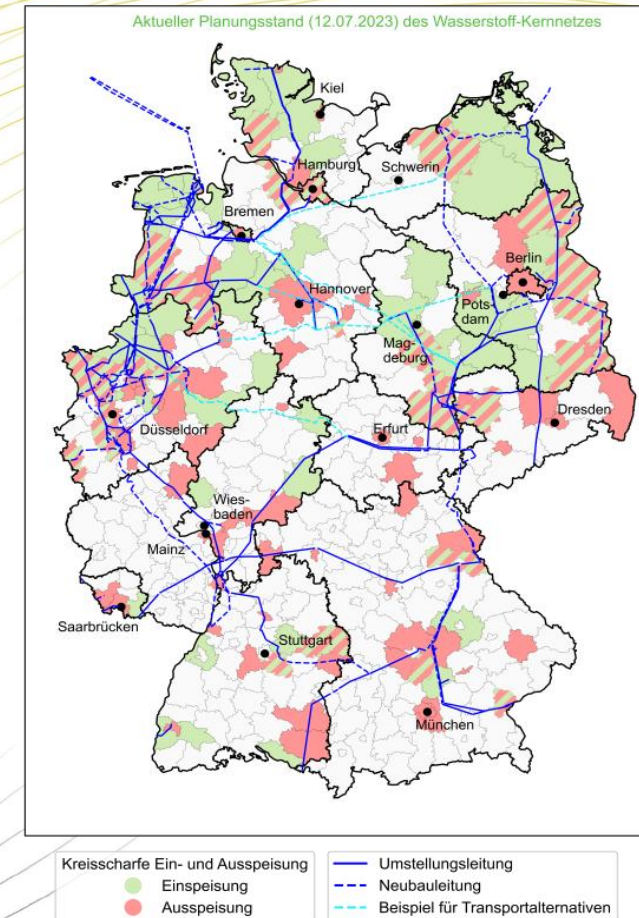 Aktueller Planungsstand (12.07.2023) des Wasserstoff-Kernnetzes
Kiel
Hamburg
Schwerin
Bremen
Berlin
Hannover
Pots
dam
Mag-
deburg
Düsseldorf
Erfurt
Dresden
Wies-
baden
Mainz
Saarbrücken
Stuttgart
München
Kreisscharfe Ein- und Ausspeisung
Einspeisung
Ausspeisung
Umstellungsleitung
Neubauleitung
Beispiel für Transportalternativen